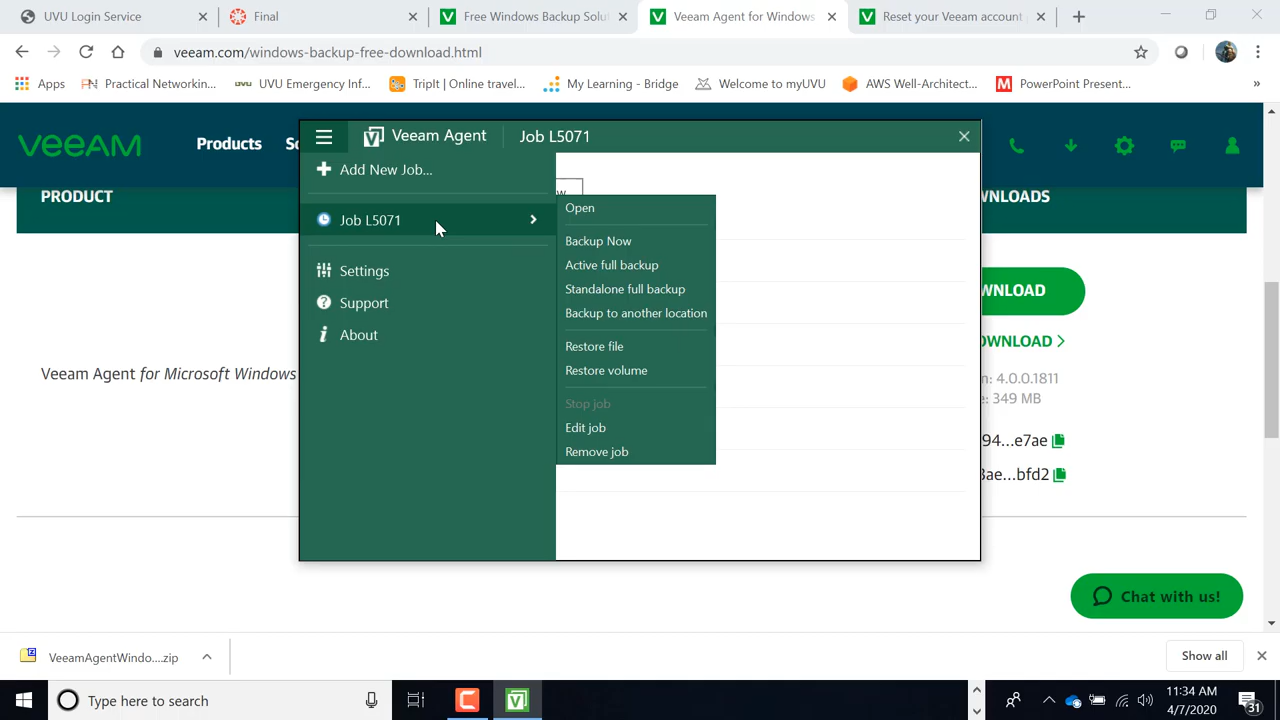 UVU Login Service
Final
Free Windows Backup Solu
Veeam Agent for Windows
Reset your Veeam account
veeam.com/windows-backup-free-download.html
Apps
Practical Networkin...
UVU
UVU Emergency Inf...
TripIt | Online travel...
My Learning - Bridge
Welcome to myUVU
AWS Well-Architect...
PowerPoint Present...
»
veeam
Products
So
Veeam Agent
Job L5071
PRODUCT
WNLOADS
Add New Job...
Job L5071
Settings
Support
About
Open
Backup Now
Active full backup
Standalone full backup
Backup to another location
Restore file
Restore volume
Stop job
Edit job
Remove job
WNLOAD
OWNLOAD
n: 4.0.0.1811
e: 349 MB
94...e7ae
3ae...bfd2
Veeam Agent for Microsoft Windows
Chat with us!
VeeamAgentWindo....zip
Show all
Type here to search
11:34 AM
4/7/2020
31